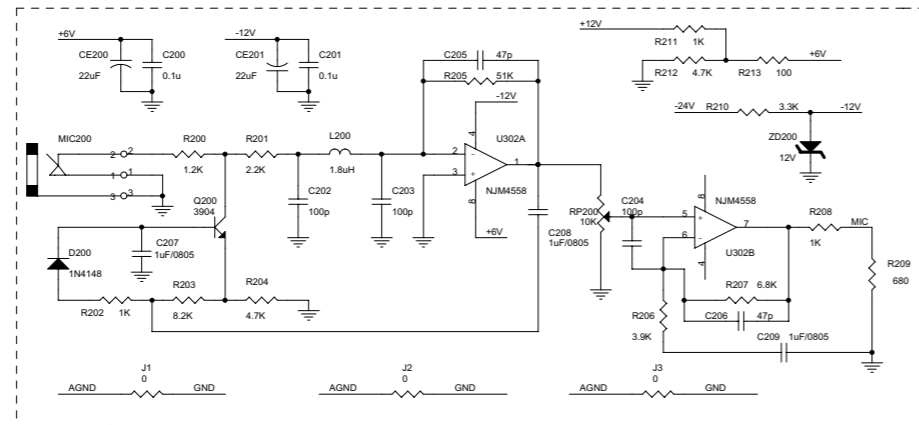 +6V
-12V
+12V
CE200
22uF
C200
0.1u
CE201
22uF
C201
0.1u
C205
47p
R205
51K
R211
1K
R212
4.7K
R213
100
+6V
-24V
R210
3.3K
-12V
ZD200
12V
-12V
MIC200
2
2
1
1
3
3
R200
1.2K
R201
2.2K
L200
1.8uH
U302A
2
3
4
8
1
NJM4558
+6V
C202
100p
C203
100p
Q200
3904
C207
1uF/0805
D200
1N4148
R202
1K
R203
8.2K
R204
4.7K
C208
1uF/0805
RP200
10K
C204
100p
8
NJM4558
5
6
7
4
U302B
R208
1K
MIC
R209
680
R207
6.8K
C206
47p
R206
3.9K
C209
1uF/0805
J1
0
AGND
GND
J2
0
AGND
GND
J3
0
AGND
GND